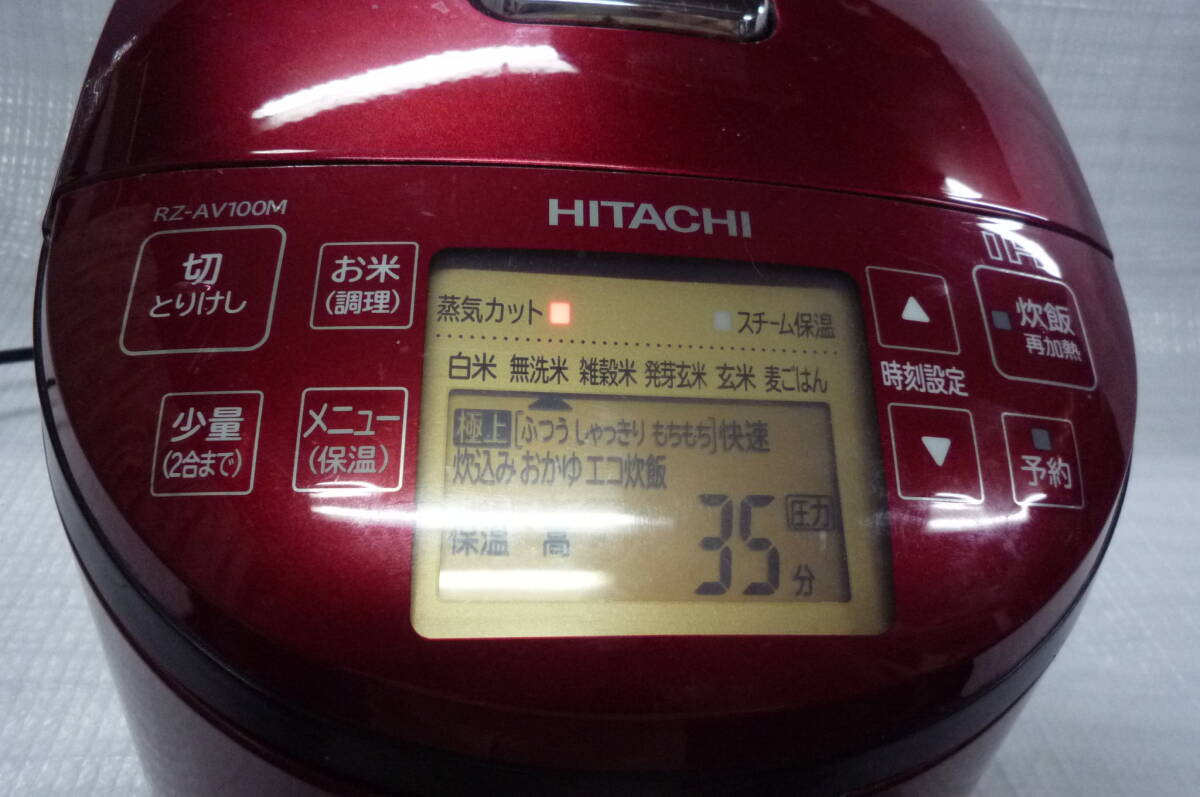 RZ-AV100M
HITACHI
切
とりけし
お米
(調理)
少量
(2合まで)
メニュー
(保温)
蒸気カット
スチーム保温
白米 無洗米 雑穀米 発芽玄米 玄米 麦ごはん
極上 [ふつう しゃっきり もちもち] 快速
炊込み おかゆ エコ炊飯
保温 高 35分
圧力
時刻設定
炊飯
再加熱
予約